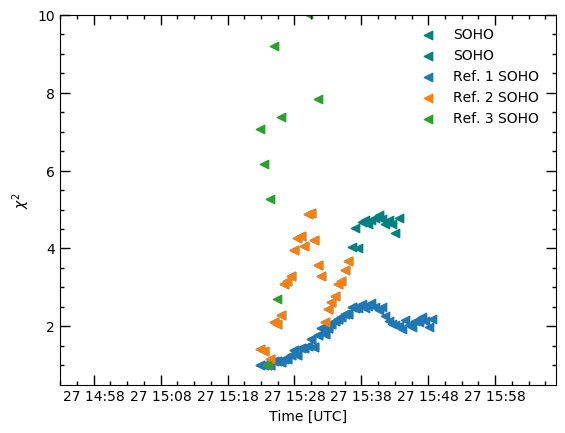 10
8
6
4
2
χ²
SOHO
SOHO
Ref. 1 SOHO
Ref. 2 SOHO
Ref. 3 SOHO
27 14:58 27 15:08 27 15:18 27 15:28 27 15:38 27 15:48 27 15:58
Time [UTC]